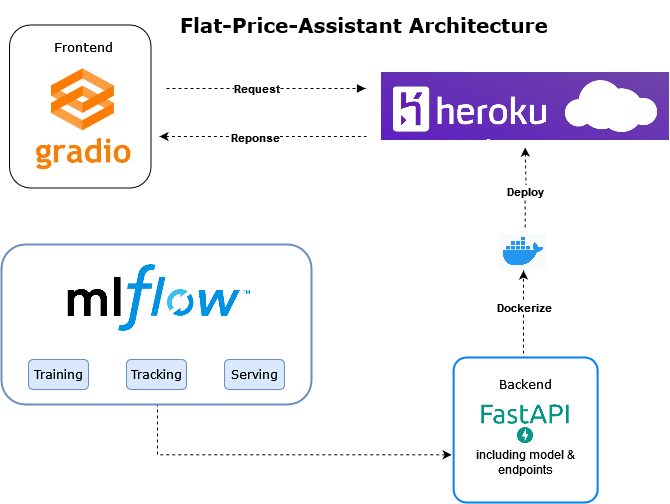 Flat-Price-Assistant Architecture
Frontend
gradio
Request
Reponse
heroku
Deploy
Dockerize
mlflow™
Training
Tracking
Serving
Backend
FastAPI
including model &
endpoints